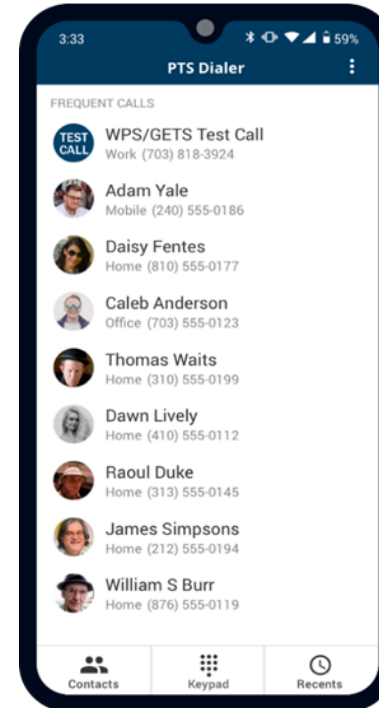 3:33
59%
PTS Dialer
FREQUENT CALLS
TEST
CALL
WPS/GETS Test Call
Work (703) 818-3924
Adam Yale
Mobile (240) 555-0186
Daisy Fentes
Home (810) 555-0177
Caleb Anderson
Office (703) 555-0123
Thomas Waits
Home (310) 555-0199
Dawn Lively
Home (410) 555-0112
Raoul Duke
Home (313) 555-0145
James Simpsons
Home (212) 555-0194
William S Burr
Home (876) 555-0119
Contacts
Keypad
Recents